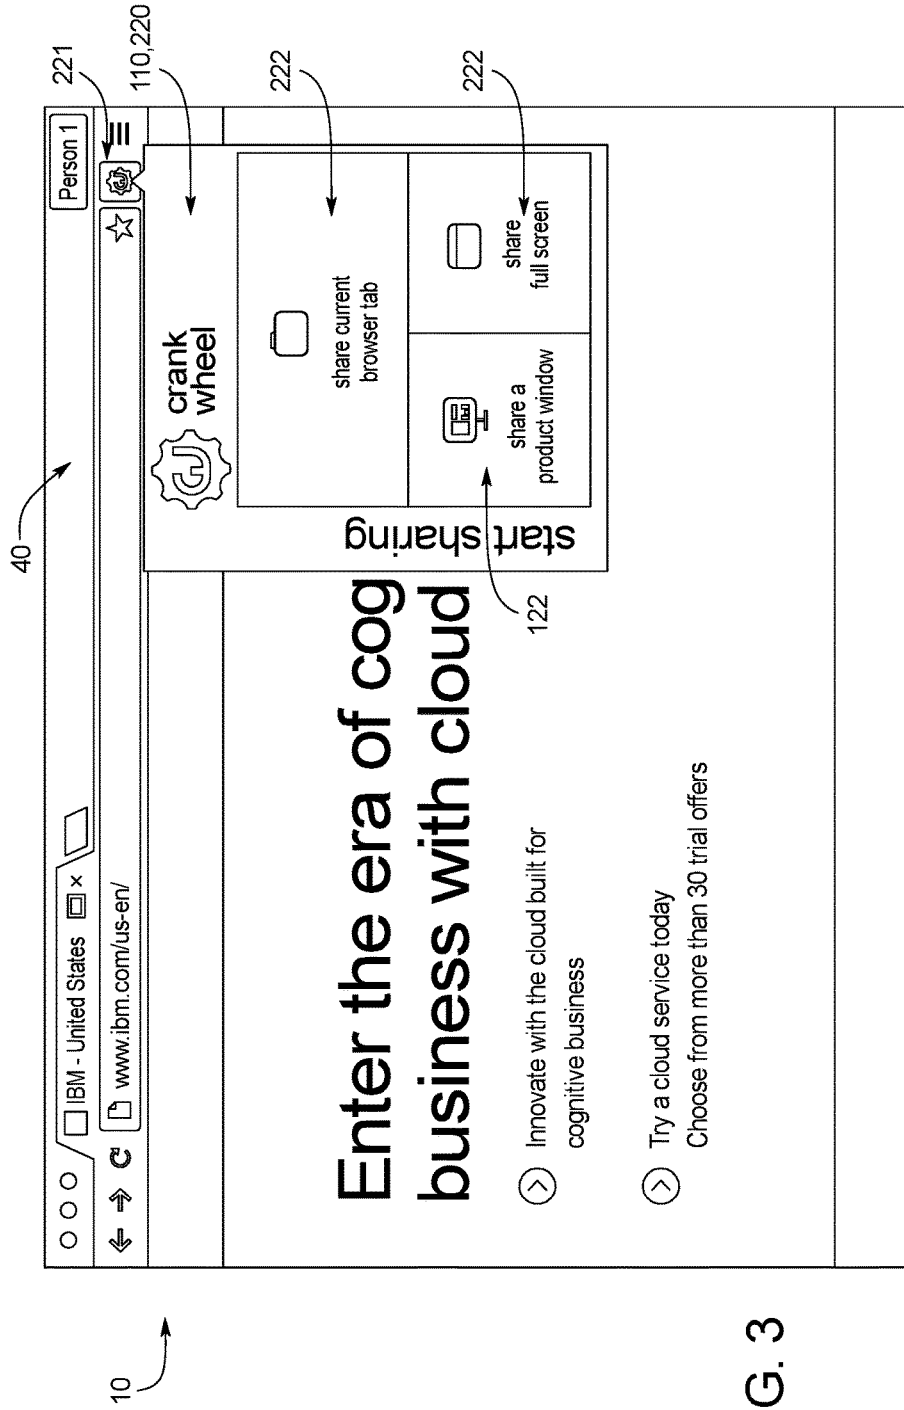 10
40
221
110,220
222
222
IBM - United States ×
Person 1
www.ibm.com/us-en/
crank
wheel
start sharing
share current
browser tab
share a
product window
share
full screen
122
Enter the era of cog
business with cloud
Innovate with the cloud built for
cognitive business
Try a cloud service today
Choose from more than 30 trial offers
G. 3